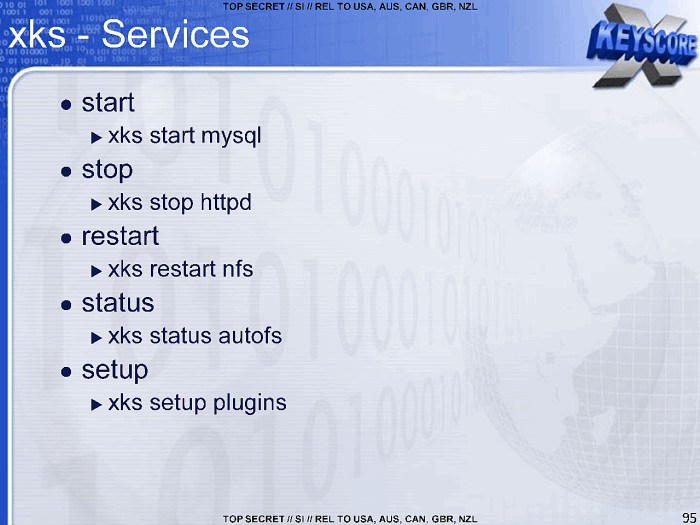 TOP SECRET // SI // REL TO USA, AUS, CAN, GBR, NZL
xks - Services
X
KEYSCORE
● start
▶ xks start mysql
● stop
▶ xks stop httpd
● restart
▶ xks restart nfs
● status
▶ xks status autofs
● setup
▶ xks setup plugins
TOP SECRET // SI // REL TO USA, AUS, CAN, GBR, NZL
95